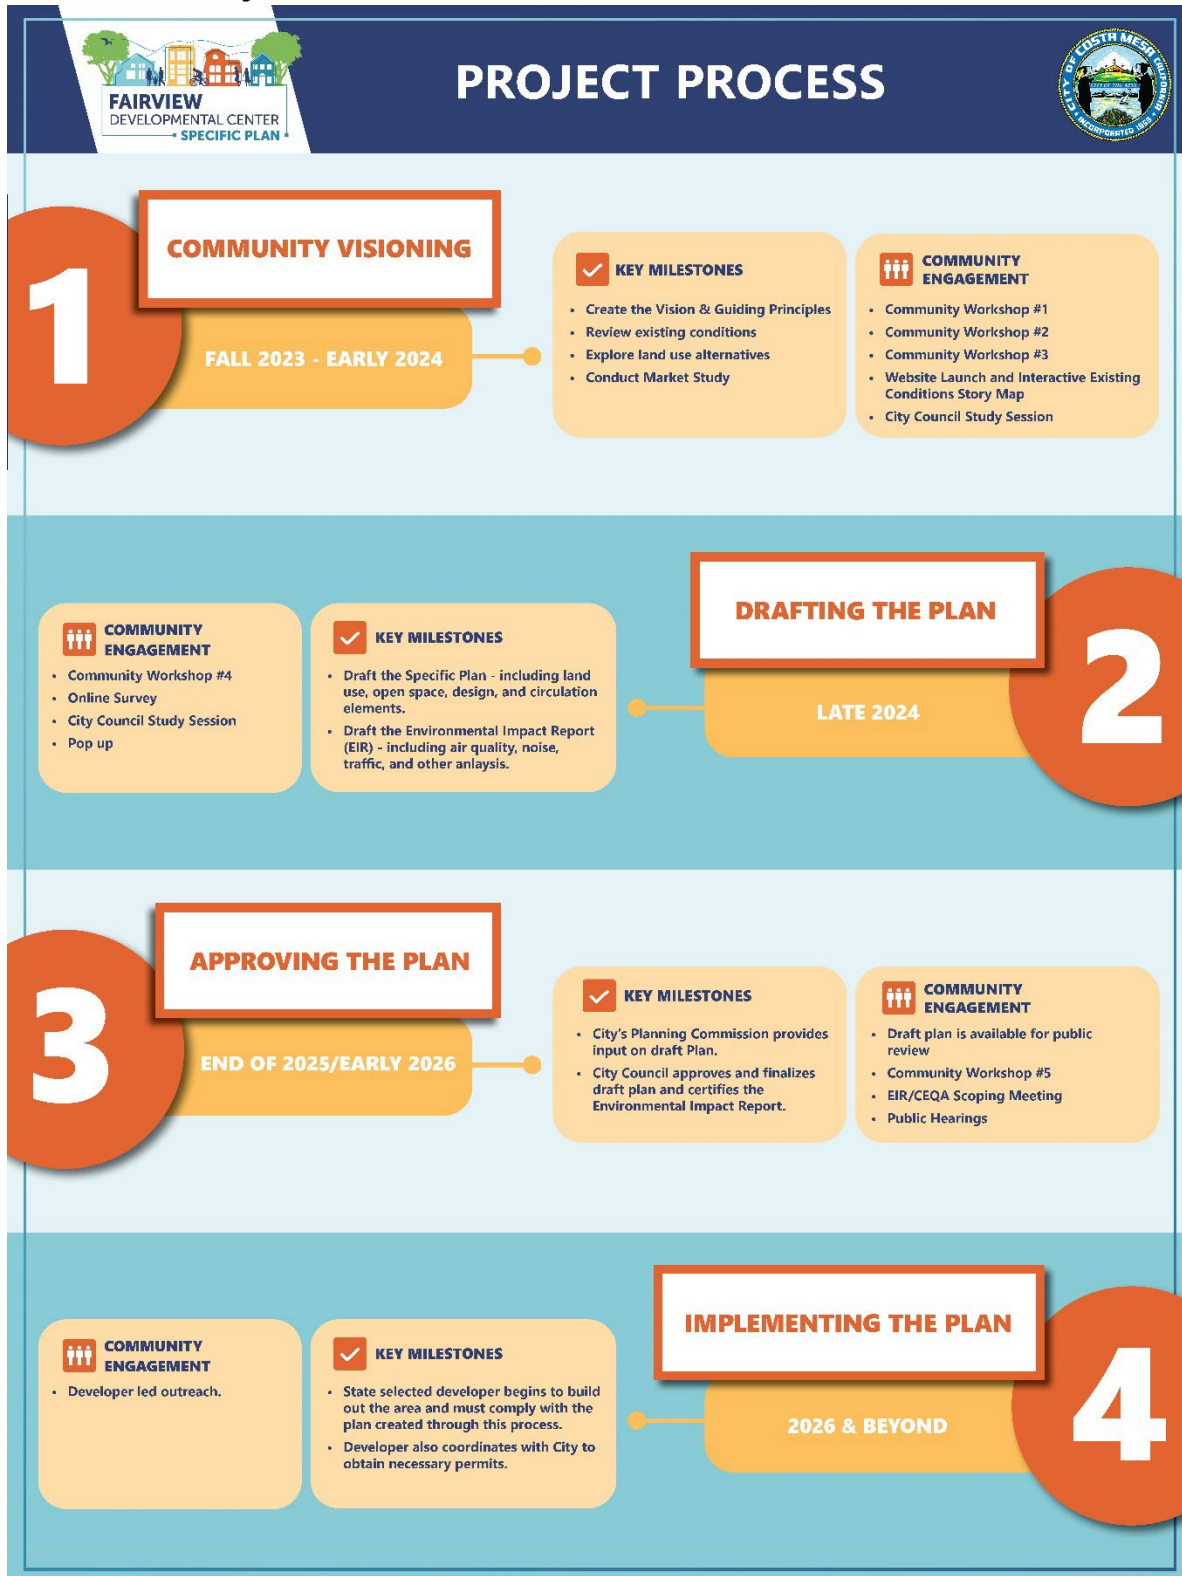 FAIRVIEW
DEVELOPMENTAL CENTER
SPECIFIC PLAN
PROJECT PROCESS
CITY OF COSTA MESA CALIFORNIA
INCORPORATED 1953
1
COMMUNITY VISIONING
FALL 2023 - EARLY 2024
KEY MILESTONES
• Create the Vision & Guiding Principles
• Review existing conditions
• Explore land use alternatives
• Conduct Market Study
COMMUNITY
ENGAGEMENT
• Community Workshop #1
• Community Workshop #2
• Community Workshop #3
• Website Launch and Interactive Existing
Conditions Story Map
• City Council Study Session
2
DRAFTING THE PLAN
LATE 2024
COMMUNITY
ENGAGEMENT
• Community Workshop #4
• Online Survey
• City Council Study Session
• Pop up
KEY MILESTONES
• Draft the Specific Plan - including land
use, open space, design, and circulation
elements.
• Draft the Environmental Impact Report
(EIR) - including air quality, noise,
traffic, and other anlaysis.
3
APPROVING THE PLAN
END OF 2025/EARLY 2026
KEY MILESTONES
• City's Planning Commission provides
input on draft Plan.
• City Council approves and finalizes
draft plan and certifies the
Environmental Impact Report.
COMMUNITY
ENGAGEMENT
• Draft plan is available for public
review
• Community Workshop #5
• EIR/CEQA Scoping Meeting
• Public Hearings
4
IMPLEMENTING THE PLAN
2026 & BEYOND
COMMUNITY
ENGAGEMENT
• Developer led outreach.
KEY MILESTONES
• State selected developer begins to build
out the area and must comply with the
plan created through this process.
• Developer also coordinates with City to
obtain necessary permits.